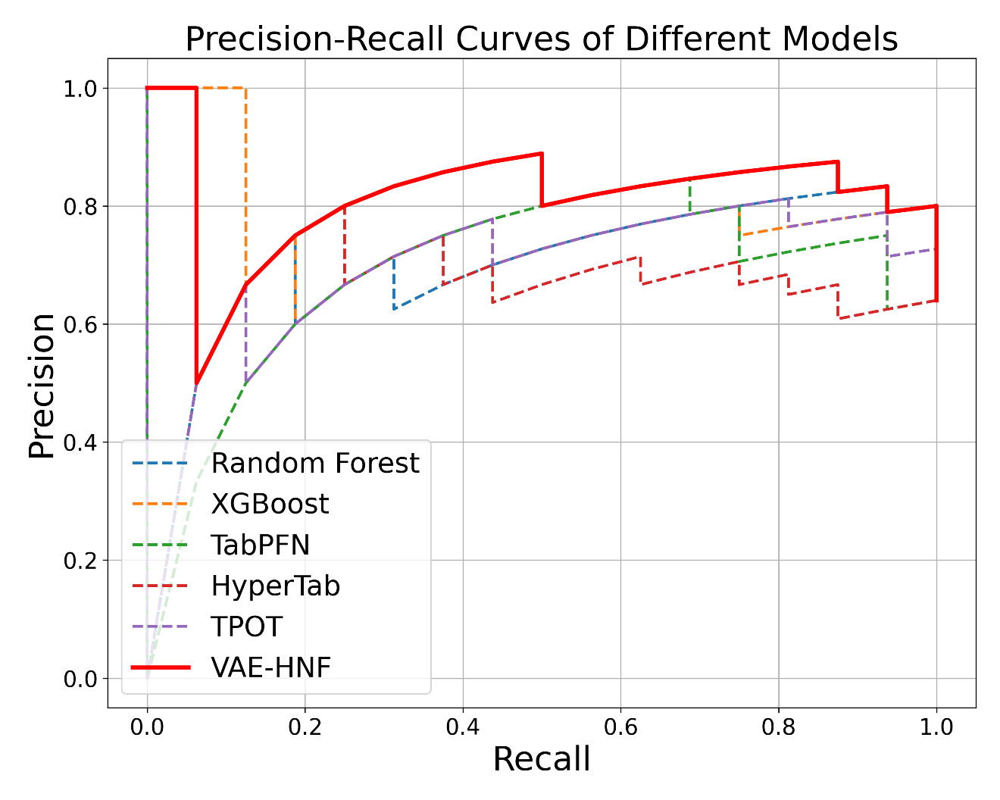 Precision-Recall Curves of Different Models
Precision
1.0
0.8
0.6
0.4
0.2
0.0
Random Forest
XGBoost
TabPFN
HyperTab
TPOT
VAE-HNF
0.0 0.2 0.4 0.6 0.8 1.0
Recall